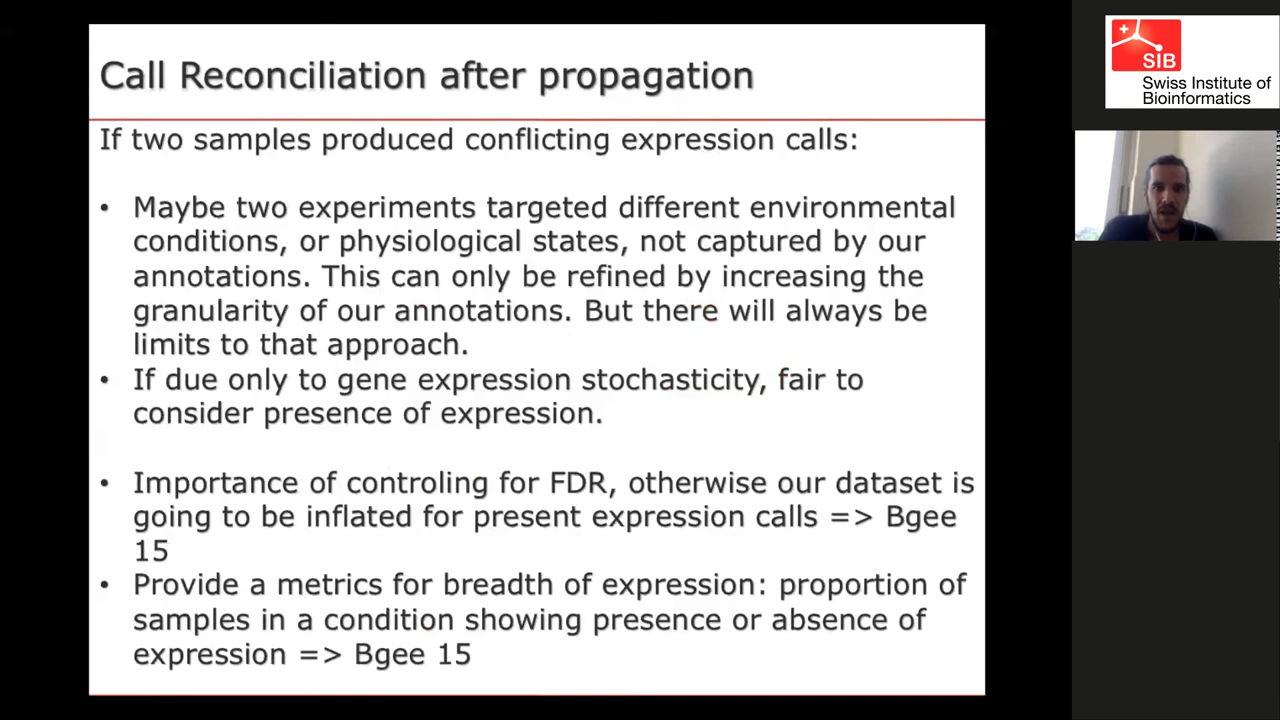 Call Reconciliation after propagation
If two samples produced conflicting expression calls:
• Maybe two experiments targeted different environmental
conditions, or physiological states, not captured by our
annotations. This can only be refined by increasing the
granularity of our annotations. But there will always be
limits to that approach.
• If due only to gene expression stochasticity, fair to
consider presence of expression.
• Importance of controling for FDR, otherwise our dataset is
going to be inflated for present expression calls => Bgee
15
• Provide a metrics for breadth of expression: proportion of
samples in a condition showing presence or absence of
expression => Bgee 15
SIB
Swiss Institute of
Bioinformatics